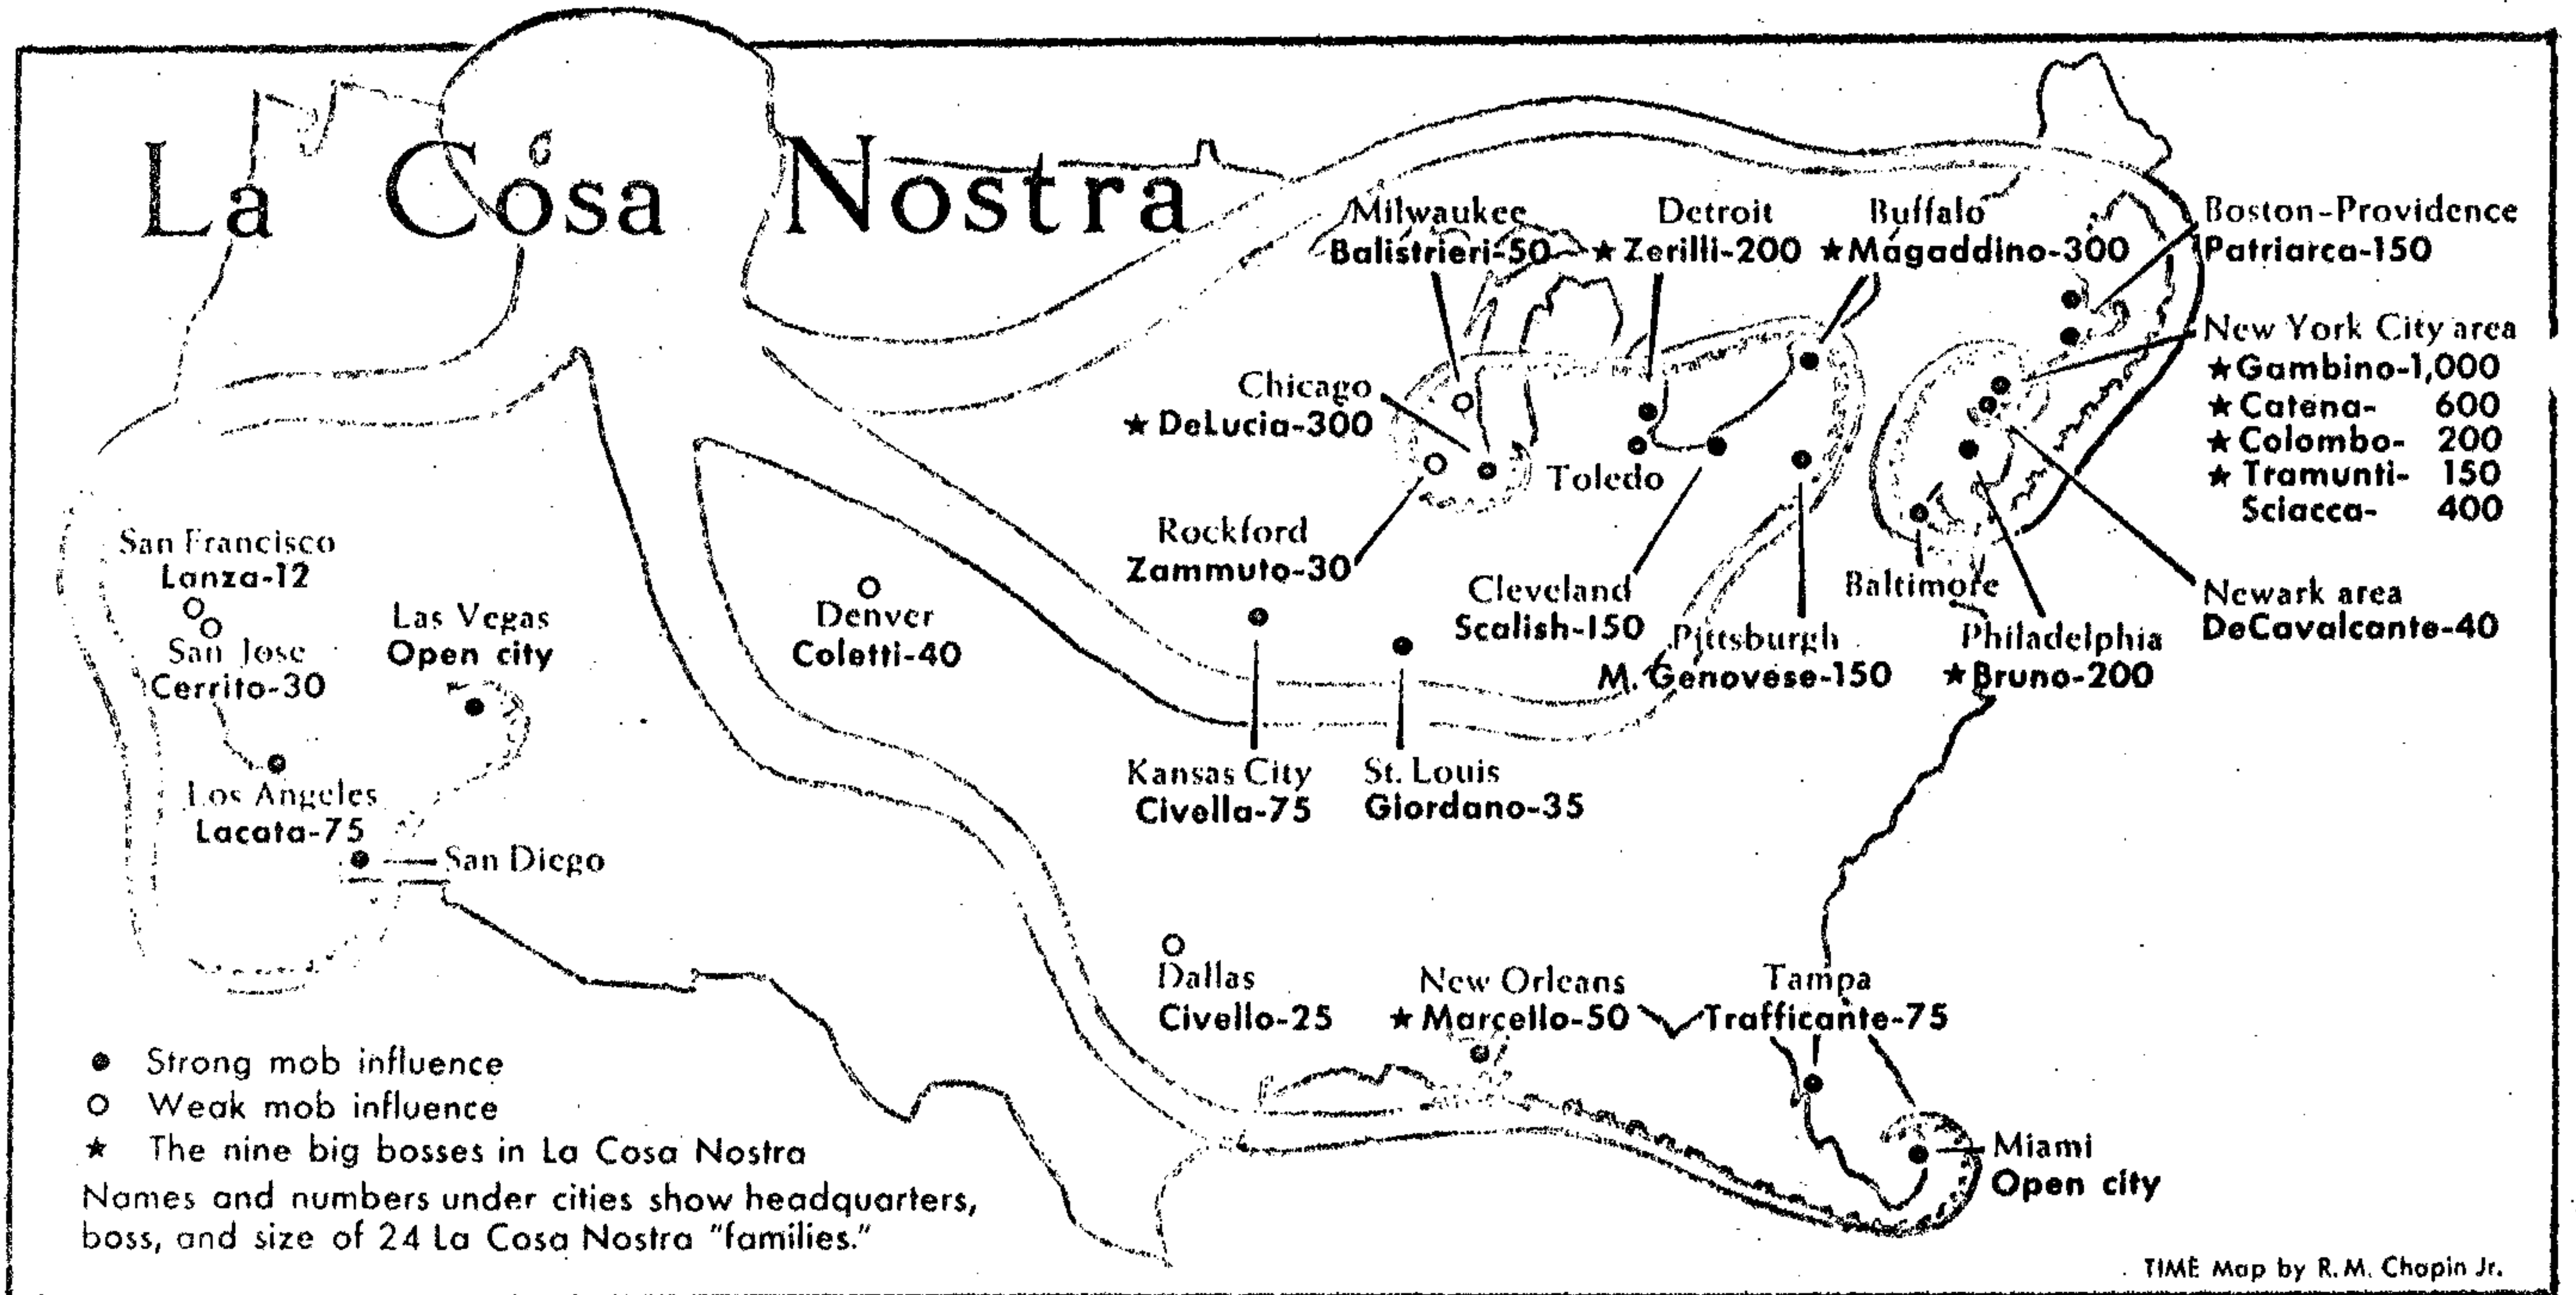 La Cosa Nostra
Milwaukee
Balistrieri-50
Detroit
★Zerilli-200
Buffalo
★Magaddino-300
Boston-Providence
Patriarca-150
New York City area
★Gambino-1,000
★Catena- 600
★Colombo- 200
★Tramunti- 150
Sciacca- 400
Chicago
★DeLucia-300
Toledo
Rockford
Zammuto-30
Cleveland
Scalish-150
Pittsburgh
M. Genovese-150
Baltimore
Philadelphia
★Bruno-200
Newark area
DeCavalcante-40
San Francisco
Lanza-12
San Jose
Cerrito-30
Las Vegas
Open city
Denver
Coletti-40
Los Angeles
Lacata-75
San Diego
Kansas City
Civella-75
St. Louis
Giordano-35
Dallas
Civello-25
New Orleans
★Marcello-50
Tampa
Trafficante-75
Miami
Open city
● Strong mob influence
○ Weak mob influence
★ The nine big bosses in La Cosa Nostra
Names and numbers under cities show headquarters,
boss, and size of 24 La Cosa Nostra "families."
TIME Map by R. M. Chapin Jr.